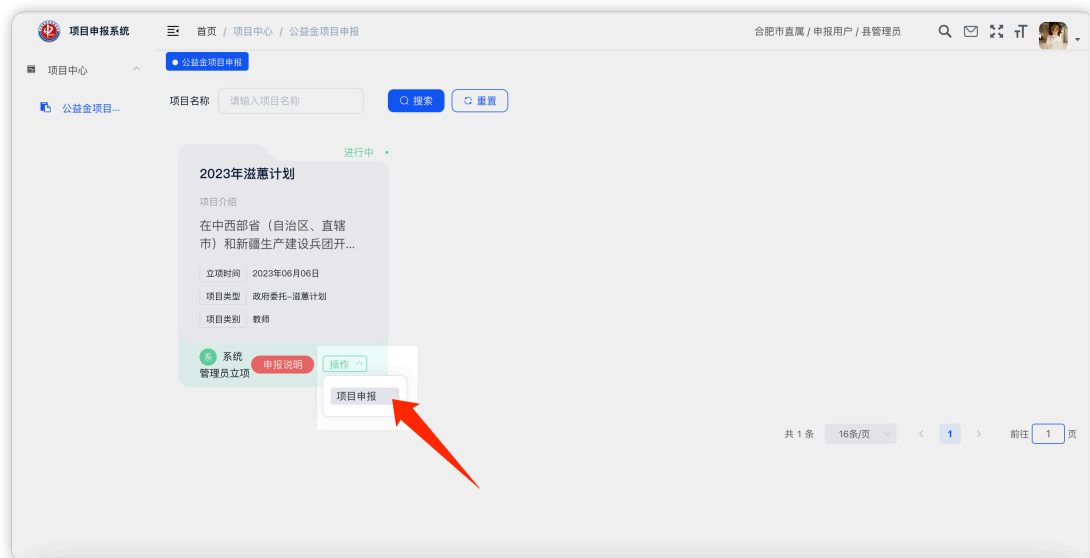 项目申报系统
首页 / 项目中心 / 公益金项目申报
合肥市直属 / 申报用户 / 县管理员
项目中心
公益金项目...
公益金项目申报
项目名称 请输入项目名称 搜索 重置
进行中
2023年滋蕙计划
项目介绍
在中西部省（自治区、直辖
市）和新疆生产建设兵团开...
立项时间 2023年06月06日
项目类型 政府委托-滋蕙计划
项目类别 教师
系 系统
管理员立项
申报说明
操作
项目申报
共 1 条 16条/页 1 前往 1 页